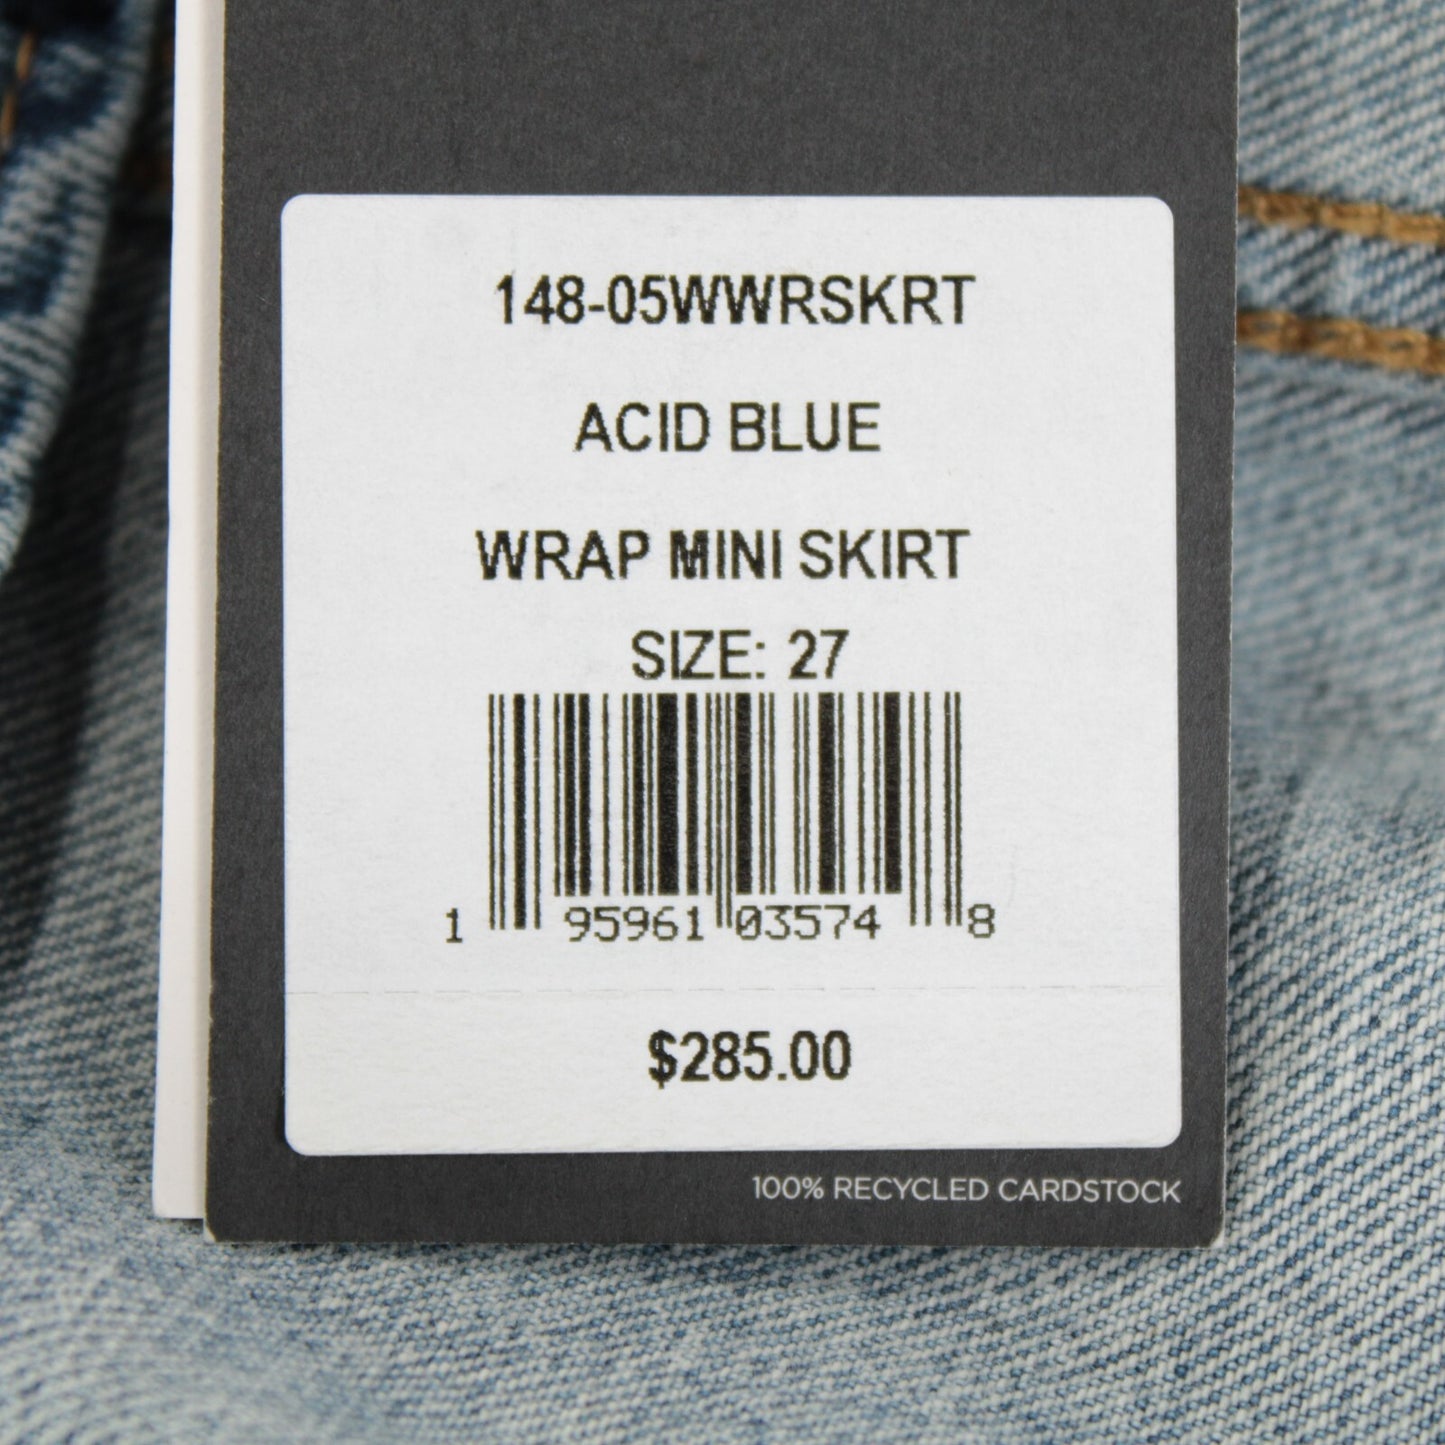 148-05WWRSKRT
ACID BLUE
WRAP MINI SKIRT
SIZE: 27
1 95961 03574 8
$285.00
100% RECYCLED CARDSTOCK